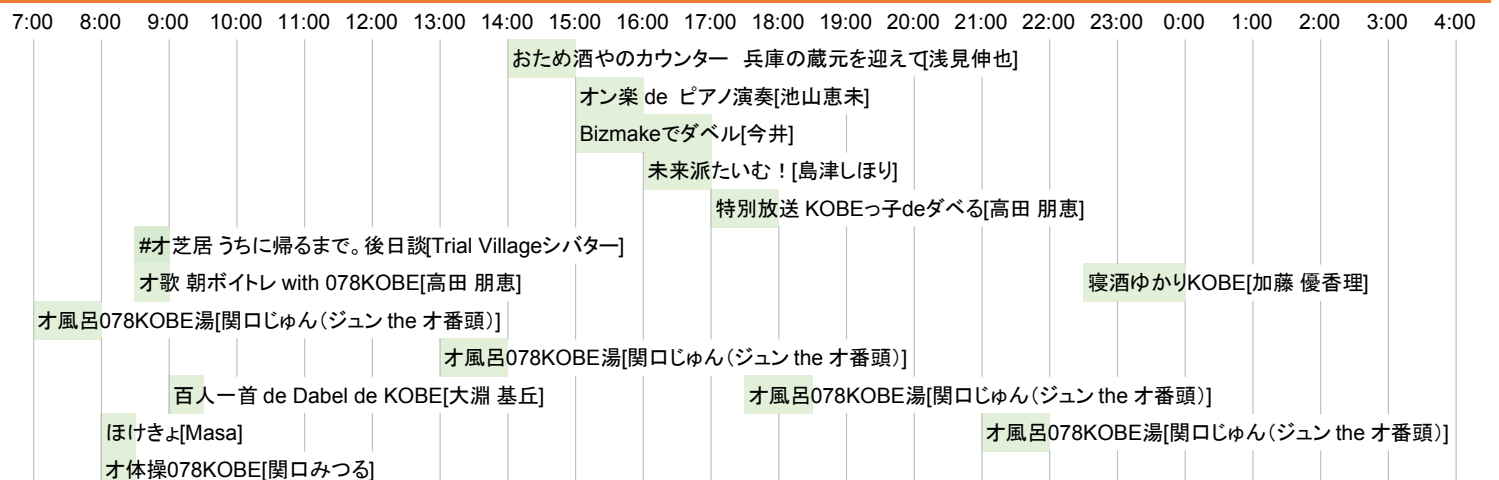 7:00 8:00 9:00 10:00 11:00 12:00 13:00 14:00 15:00 16:00 17:00 18:00 19:00 20:00 21:00 22:00 23:00 0:00 1:00 2:00 3:00 4:00
おため酒やのカウンター 兵庫の蔵元を迎えて[浅見伸也]
オン楽 de ピアノ演奏[池山恵未]
Bizmakeでダベル[今井]
未来派たいむ！[島津しほり]
特別放送 KOBEっ子deダベる[高田 朋恵]
#オ芝居 うちに帰るまで。後日談[Trial Villageシバター]
オ歌 朝ボイトレ with 078KOBE[高田 朋恵]
寝酒ゆかりKOBE[加藤 優香理]
オ風呂078KOBE湯[関口じゅん（ジュン the オ番頭）]
オ風呂078KOBE湯[関口じゅん（ジュン the オ番頭）]
百人一首 de Dabel de KOBE[大淵 基丘]
オ風呂078KOBE湯[関口じゅん（ジュン the オ番頭）]
ほけきょ[Masa]
オ風呂078KOBE湯[関口じゅん（ジュン the オ番頭）]
オ体操078KOBE[関口みつる]